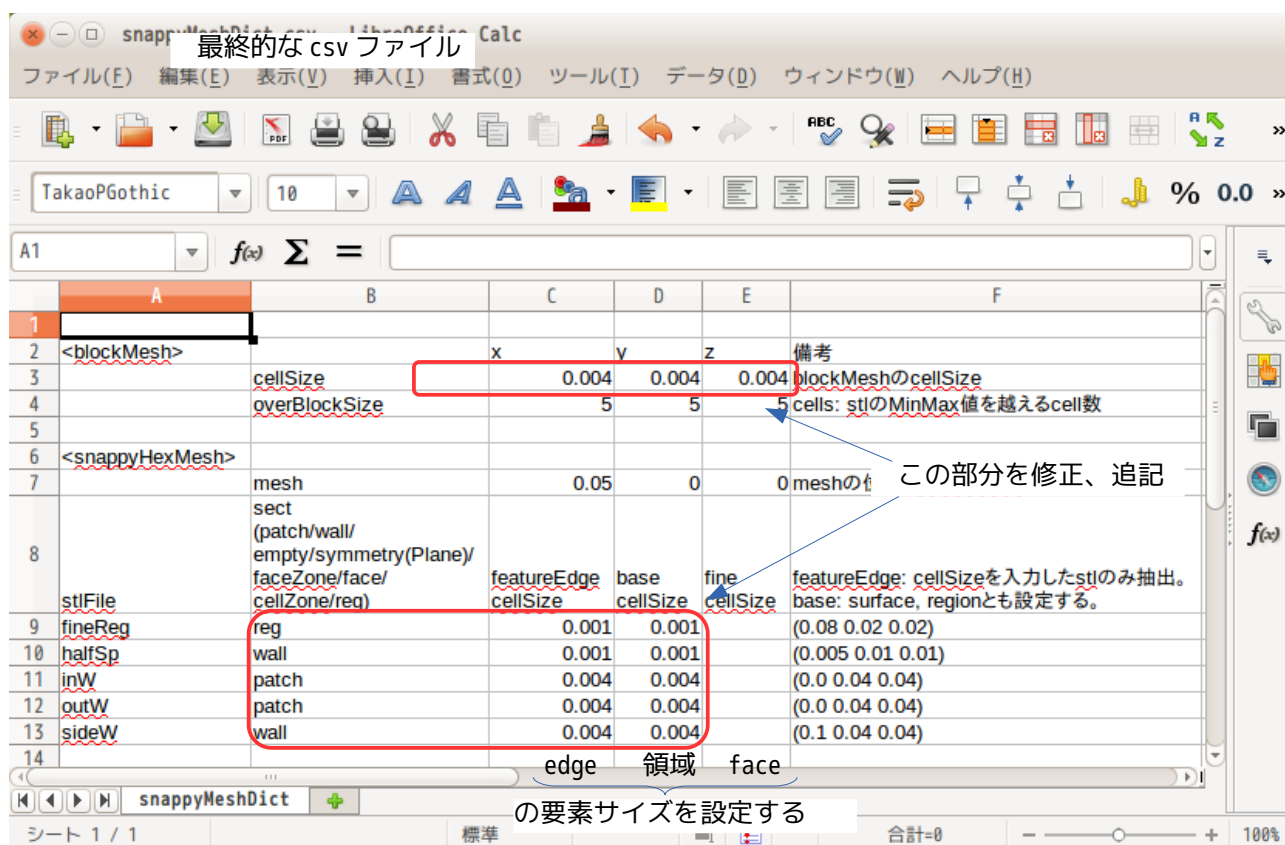 snappyMeshDict.csv - LibreOffice Calc
最終的な csv ファイル
ファイル(F) 編集(E) 表示(V) 挿入(I) 書式(O) ツール(T) データ(D) ウィンドウ(W) ヘルプ(H)
TakaoPGothic 10 % 0.0 »
A1 f(x) Σ =
A B C D E F
1
2 <blockMesh> x y z 備考
3 cellSize 0.004 0.004 0.004 blockMeshのcellSize
4 overBlockSize 5 5 5 cells: stlのMinMax値を越えるcell数
5
6 <snappyHexMesh>
この部分を修正、追記
7 mesh 0.05 0 0 meshの
sect
(patch/wall/
empty/symmetry(Plane)/
8 faceZone/face/ featureEdge base fine featureEdge: cellSizeを入力したstlのみ抽出。
stlFile cellZone/reg) cellSize cellSize cellSize base: surface, regionとも設定する。
9 fineReg reg 0.001 0.001 (0.08 0.02 0.02)
10 halfSp wall 0.001 0.001 (0.005 0.01 0.01)
11 inW patch 0.004 0.004 (0.0 0.04 0.04)
12 outW patch 0.004 0.004 (0.0 0.04 0.04)
13 sideW wall 0.004 0.004 (0.1 0.04 0.04)
14
edge 領域 face
snappyMeshDict
の要素サイズを設定する
シート 1 / 1 標準 合計=0 100%